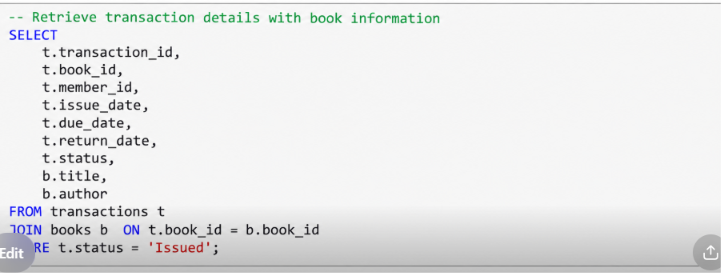 -- Retrieve transaction details with book information
SELECT
t.transaction_id,
t.book_id,
t.member_id,
t.issue_date,
t.due_date,
t.return_date,
t.status,
b.title,
b.author
FROM transactions t
JOIN books b ON t.book_id = b.book_id
RE t.status = 'Issued';
Edit